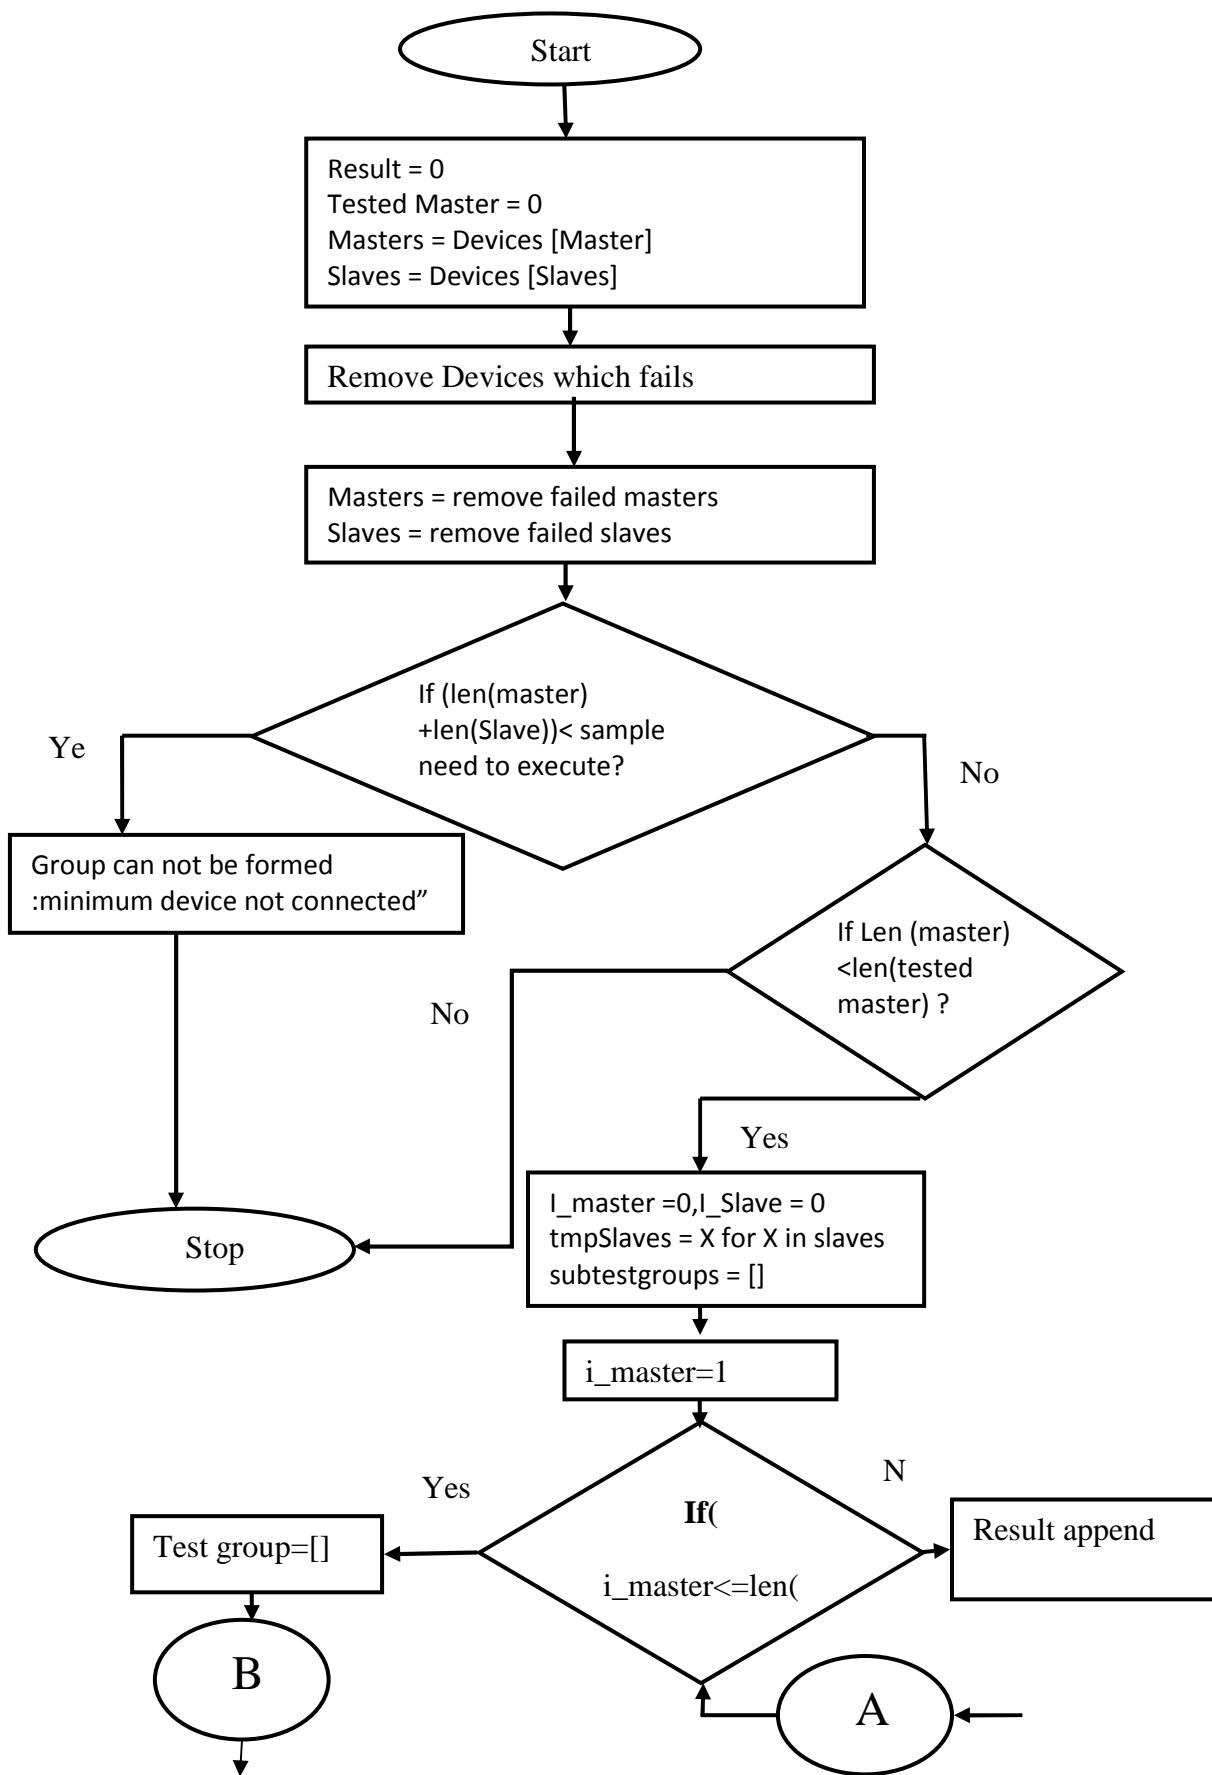 Start
Result = 0
Tested Master = 0
Masters = Devices [Master]
Slaves = Devices [Slaves]
Remove Devices which fails
Masters = remove failed masters
Slaves = remove failed slaves
If (len(master)
+len(Slave))< sample
need to execute?
Ye
No
Group can not be formed
:minimum device not connected”
If Len (master)
<len(tested
master) ?
No
Yes
Stop
I_master =0,I_Slave = 0
tmpSlaves = X for X in slaves
subtestgroups = []
i_master=1
Yes
N
If(
i_master<=len(
Test group=[]
Result append
B
A